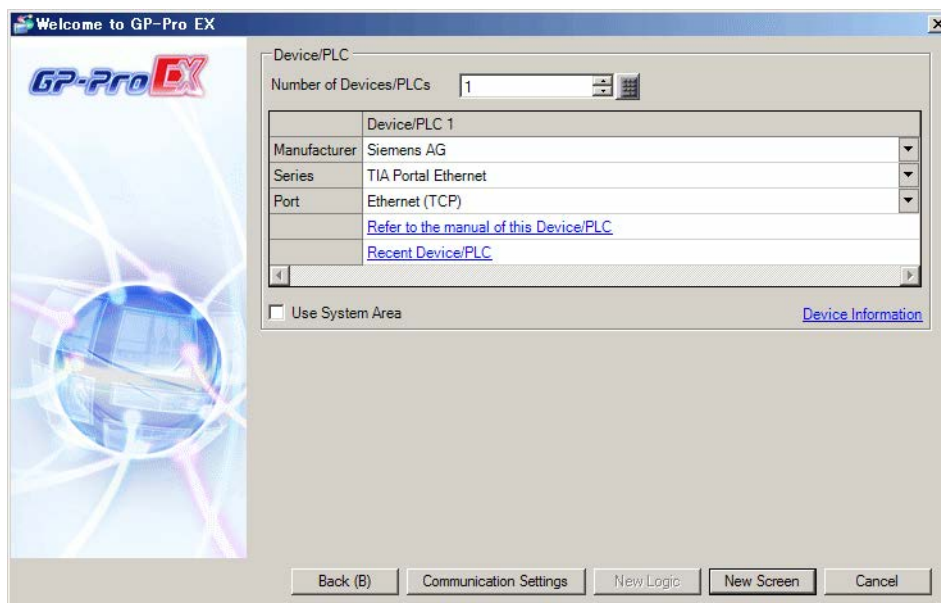 Welcome to GP-Pro EX
GP-Pro EX
Device/PLC
Number of Devices/PLCs 1
Device/PLC 1
Manufacturer Siemens AG
Series TIA Portal Ethernet
Port Ethernet (TCP)
Refer to the manual of this Device/PLC
Recent Device/PLC
Use System Area Device Information
Back (B) Communication Settings New Logic New Screen Cancel